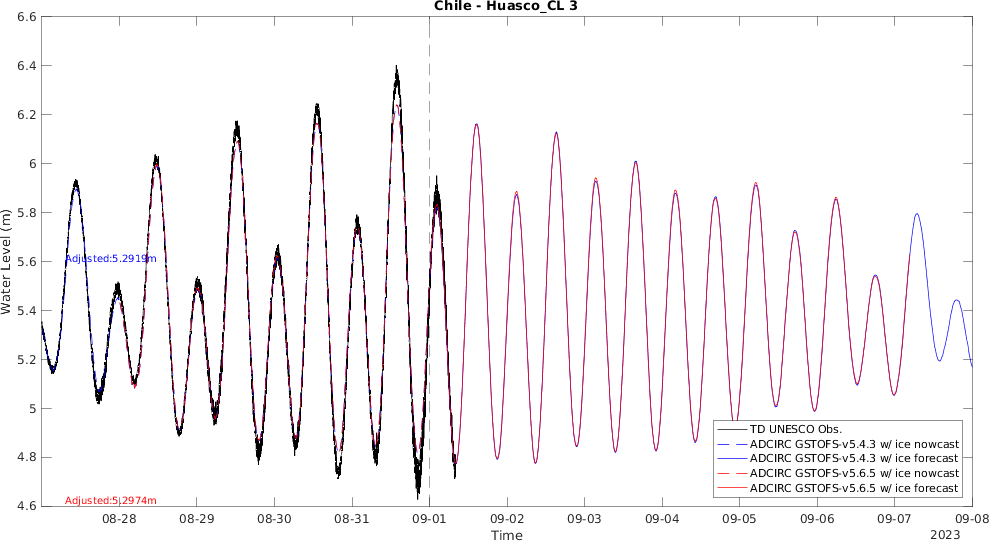 Chile - Huasco_CL 3
6.6
6.4
6.2
6
5.8
5.6
5.4
5.2
5
4.8
4.6
Water Level (m)
Adjusted:5.2919m
Adjusted:5.2974m
TD UNESCO Obs.
ADCIRC GSTOFS-v5.4.3 w/ ice nowcast
ADCIRC GSTOFS-v5.4.3 w/ ice forecast
ADCIRC GSTOFS-v5.6.5 w/ ice nowcast
ADCIRC GSTOFS-v5.6.5 w/ ice forecast
08-28 08-29 08-30 08-31 09-01 09-02 09-03 09-04 09-05 09-06 09-07 09-08
Time
2023